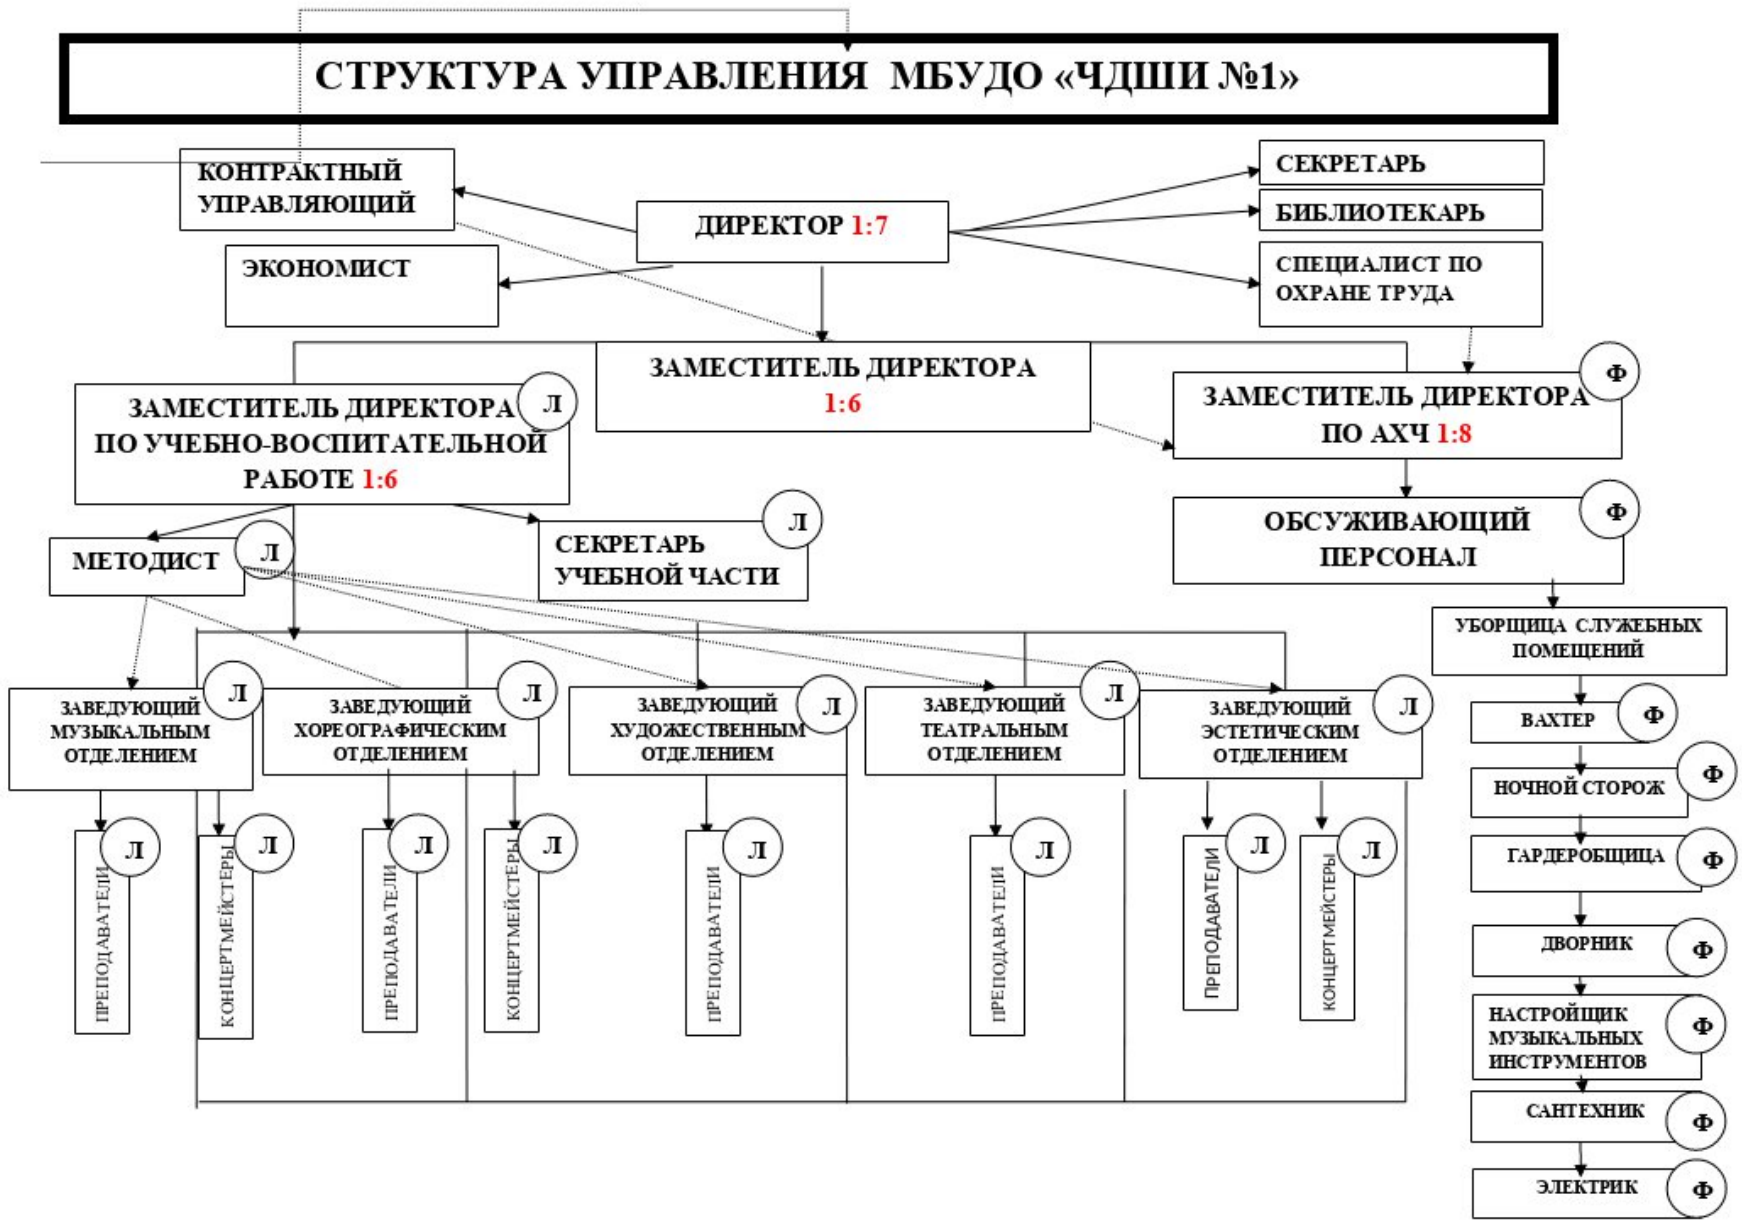 СТРУКТУРА УПРАВЛЕНИЯ МБУДО «ЧДШИ №1»
КОНТРАКТНЫЙ
УПРАВЛЯЮЩИЙ
ЭКОНОМИСТ
ДИРЕКТОР 1:7
СЕКРЕТАРЬ
БИБЛИОТЕКАРЬ
СПЕЦИАЛИСТ ПО
ОХРАНЕ ТРУДА
ЗАМЕСТИТЕЛЬ ДИРЕКТОРА
1:6
ЗАМЕСТИТЕЛЬ ДИРЕКТОРА
ПО УЧЕБНО-ВОСПИТАТЕЛЬНОЙ
РАБОТЕ 1:6
Л
ЗАМЕСТИТЕЛЬ ДИРЕКТОРА
ПО АХЧ 1:8
Ф
МЕТОДИСТ
Л
СЕКРЕТАРЬ
УЧЕБНОЙ ЧАСТИ
Л
ОБСУЖИВАЮЩИЙ
ПЕРСОНАЛ
Ф
ЗАВЕДУЮЩИЙ
МУЗЫКАЛЬНЫМ
ОТДЕЛЕНИЕМ
Л
ЗАВЕДУЮЩИЙ
ХОРЕОГРАФИЧЕСКИМ
ОТДЕЛЕНИЕМ
Л
ЗАВЕДУЮЩИЙ
ХУДОЖЕСТВЕННЫМ
ОТДЕЛЕНИЕМ
Л
ЗАВЕДУЮЩИЙ
ТЕАТРАЛЬНЫМ
ОТДЕЛЕНИЕМ
Л
ЗАВЕДУЮЩИЙ
ЭСТЕТИЧЕСКИМ
ОТДЕЛЕНИЕМ
Л
ПРЕПОДАВАТЕЛИ
Л
КОНЦЕРТМЕЙСТЕРЫ
Л
ПРЕПОДАВАТЕЛИ
Л
КОНЦЕРТМЕЙСТЕРЫ
Л
ПРЕПОДАВАТЕЛИ
Л
ПРЕПОДАВАТЕЛИ
Л
ПРЕПОДАВАТЕЛИ
Л
КОНЦЕРТМЕЙСТЕРЫ
Л
УБОРЩИЦА СЛУЖЕБНЫХ
ПОМЕЩЕНИЙ
ВАХТЕР
Ф
НОЧНОЙ СТОРОЖ
Ф
ГАРДЕРОБЩИЦА
Ф
ДВОРНИК
Ф
НАСТРОЙЩИК
МУЗЫКАЛЬНЫХ
ИНСТРУМЕНТОВ
Ф
САНТЕХНИК
Ф
ЭЛЕКТРИК
Ф